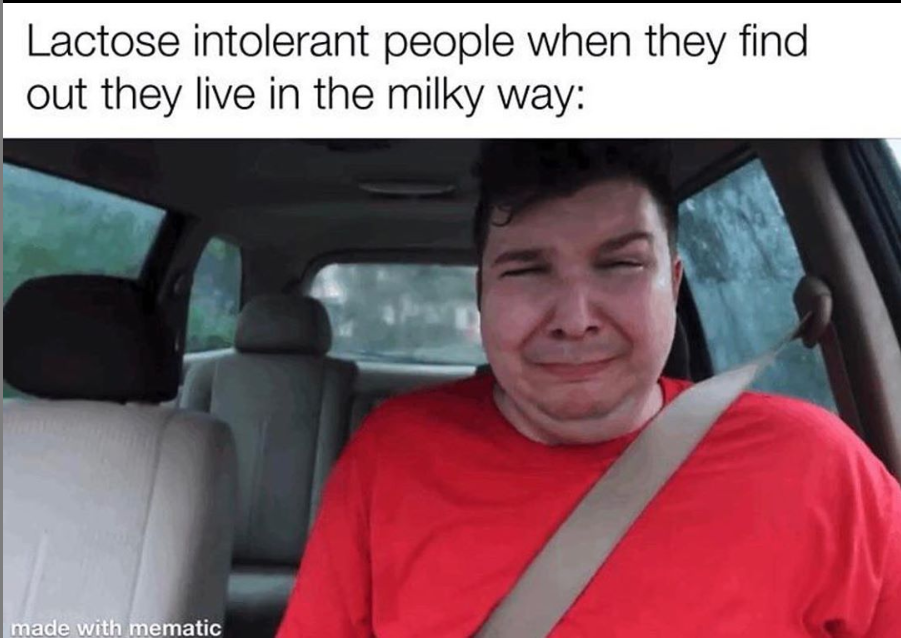 Lactose intolerant people when they find
out they live in the milky way:
made with mematic